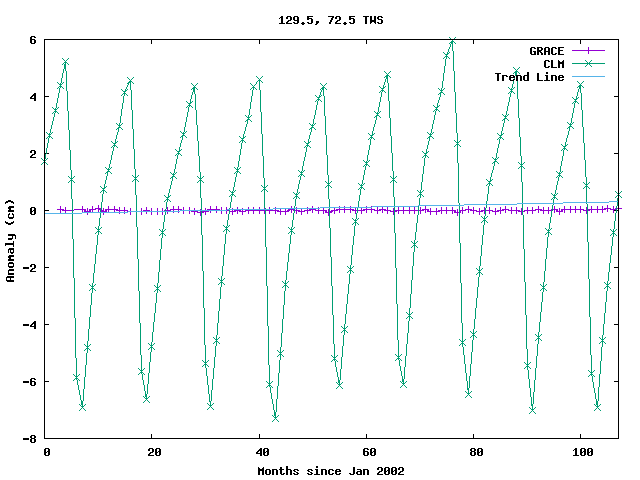 129.5, 72.5 TWS
GRACE
CLM
Trend Line
6
4
2
0
-2
-4
-6
-8
Anomaly (cm)
0 20 40 60 80 100
Months since Jan 2002